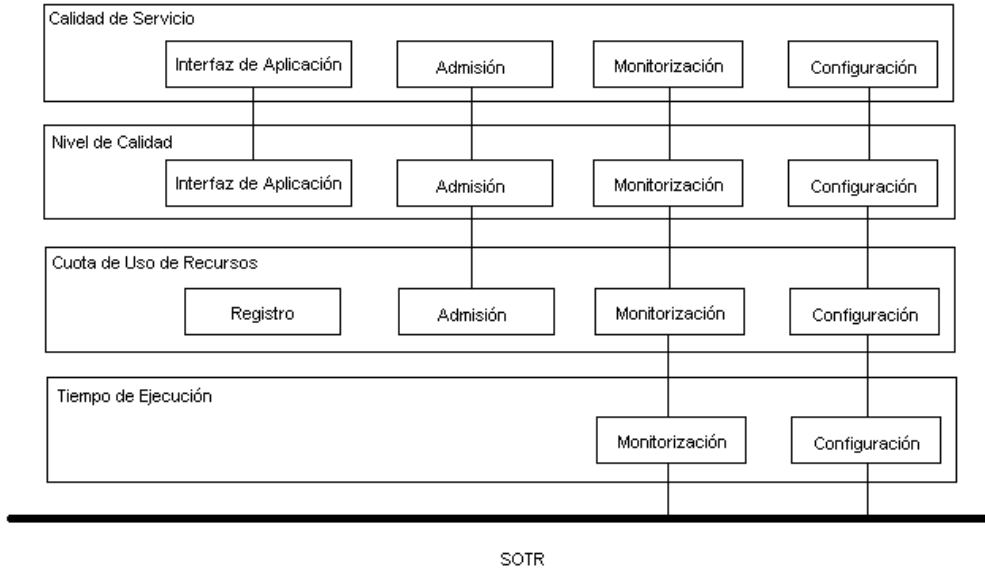 Calidad de Servicio
Interfaz de Aplicación
Admisión
Monitorización
Configuración
Nivel de Calidad
Interfaz de Aplicación
Admisión
Monitorización
Configuración
Cuota de Uso de Recursos
Registro
Admisión
Monitorización
Configuración
Tiempo de Ejecución
Monitorización
Configuración
SOTR